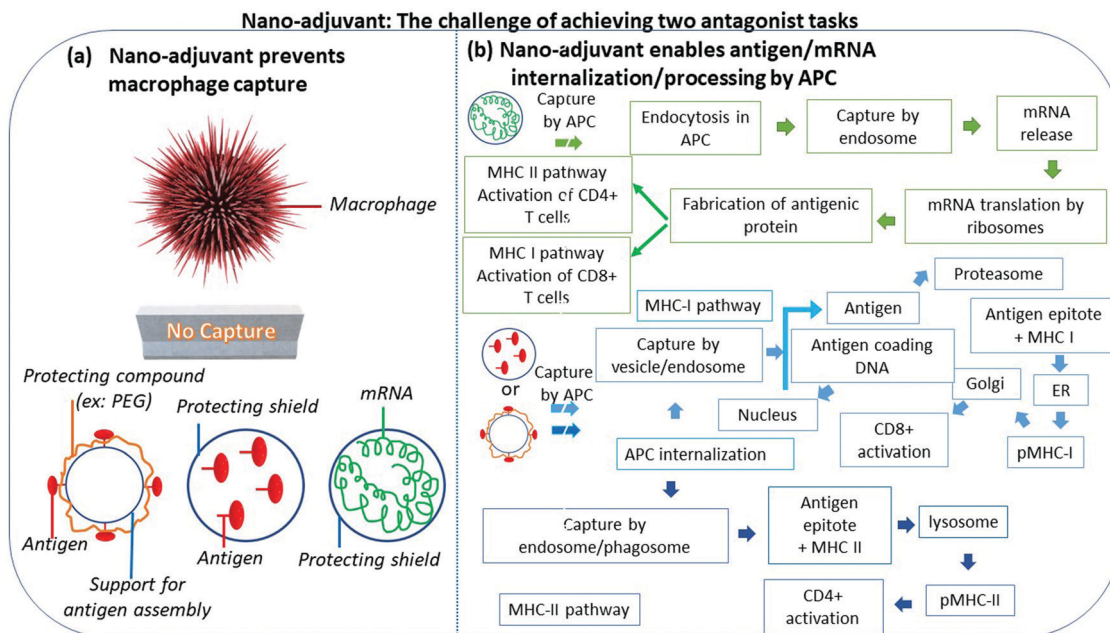 Nano-adjuvant: The challenge of achieving two antagonist tasks
(a) Nano-adjuvant prevents
macrophage capture
Macrophage
No Capture
Protecting compound
(ex: PEG)
Protecting shield
mRNA
Antigen
Antigen
Protecting shield
Support for
antigen assembly
(b) Nano-adjuvant enables antigen/mRNA
internalization/processing by APC
Capture
by APC
Endocytosis in
APC
Capture by
endosome
mRNA
release
MHC II pathway
Activation of CD4+
T cells
Fabrication of antigenic
protein
mRNA translation by
ribosomes
MHC I pathway
Activation of CD8+
T cells
Proteasome
MHC-I pathway
Antigen
Antigen epitote
+ MHC I
Capture by
vesicle/endosome
Antigen coading
DNA
or
Capture
by APC
Nucleus
Golgi
ER
CD8+
activation
pMHC-I
APC internalization
Capture by
endosome/phagosome
Antigen
epitote
+ MHC II
lysosome
MHC-II pathway
CD4+
activation
pMHC-II